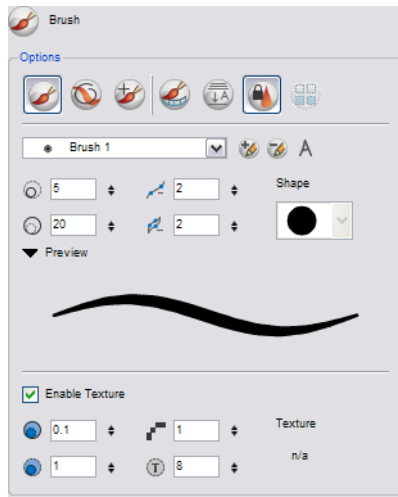 Brush
Options
A
Brush 1
A
5
2
Shape
20
2
Preview
Enable Texture
0.1
1
Texture
1
T
8
n/a